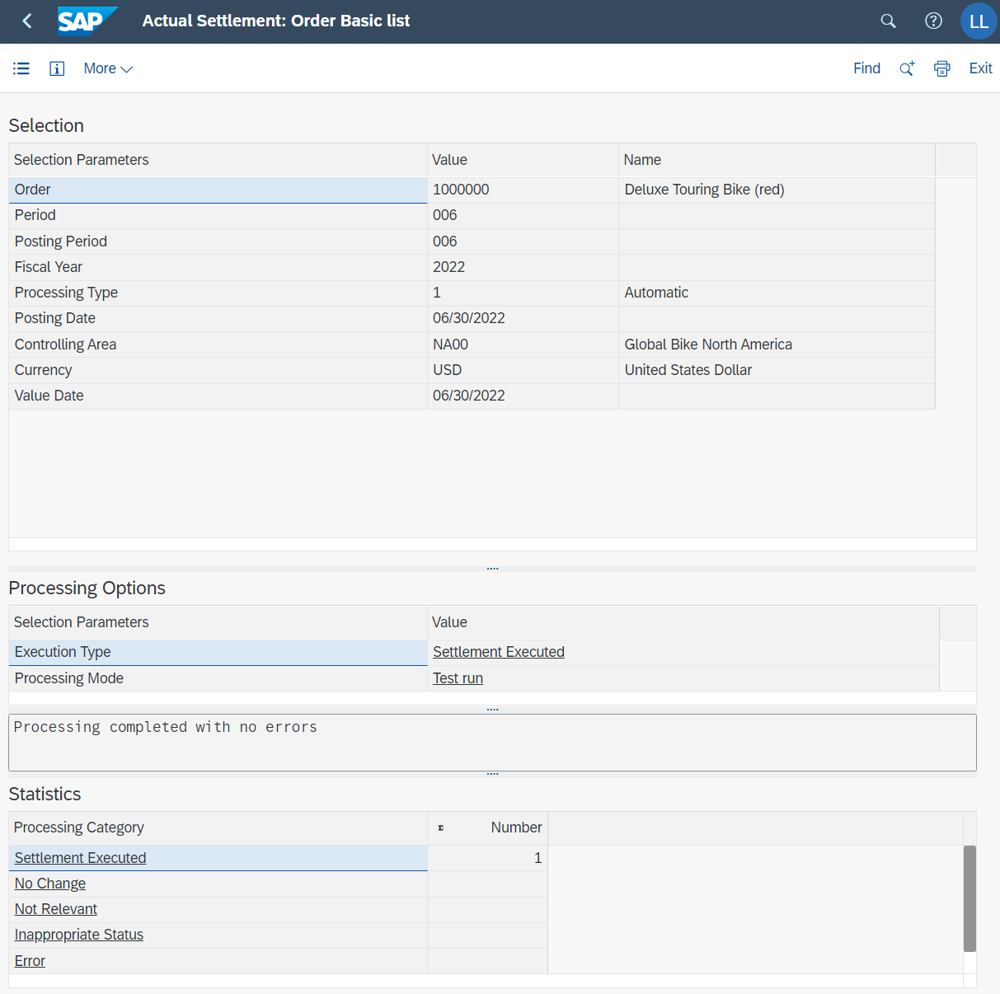 SAP Actual Settlement: Order Basic list LL
More Find Exit
Selection
Selection Parameters Value Name
Order 1000000 Deluxe Touring Bike (red)
Period 006
Posting Period 006
Fiscal Year 2022
Processing Type 1 Automatic
Posting Date 06/30/2022
Controlling Area NA00 Global Bike North America
Currency USD United States Dollar
Value Date 06/30/2022
Processing Options
Selection Parameters Value
Execution Type Settlement Executed
Processing Mode Test run
Processing completed with no errors
Statistics
Processing Category Σ Number
Settlement Executed 1
No Change
Not Relevant
Inappropriate Status
Error